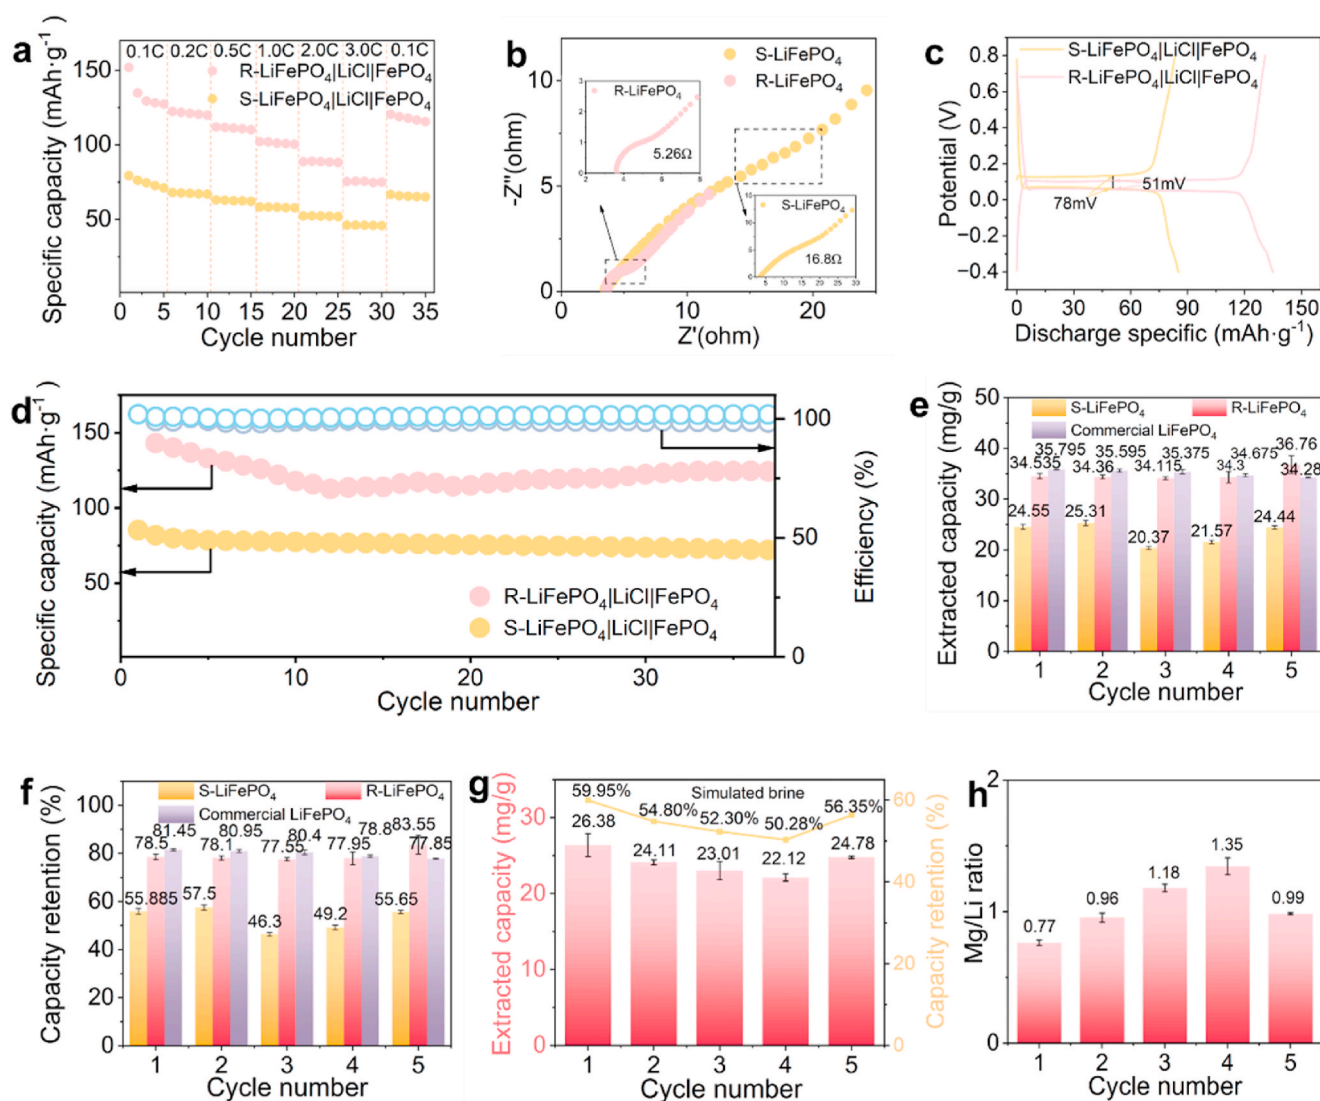 a
0.1C 0.2C 0.5C 1.0C 2.0C 3.0C 0.1C
R-LiFePO₄|LiCl|FePO₄
S-LiFePO₄|LiCl|FePO₄
150
100
50
0 5 10 15 20 25 30 35
Cycle number
Specific capacity (mAh·g⁻¹)
b
S-LiFePO₄
R-LiFePO₄
10
5
0
R-LiFePO₄
5.26Ω
2 4 6 8
0
1
2
S-LiFePO₄
16.8Ω
15
10
5
0
5 10 15 20 25 30
0 10 20
Z'(ohm)
-Z"(ohm)
c
S-LiFePO₄|LiCl|FePO₄
R-LiFePO₄|LiCl|FePO₄
0.8
0.4
0.0
−0.4
51mV
78mV
0 30 60 90 120 150
Discharge specific (mAh·g⁻¹)
Potential (V)
d
150
100
50
100
50
0
R-LiFePO₄|LiCl|FePO₄
S-LiFePO₄|LiCl|FePO₄
0 10 20 30
Cycle number
Specific capacity (mAh·g⁻¹)
Efficiency (%)
e
S-LiFePO₄ R-LiFePO₄
Commercial LiFePO₄
50
40
30
20
10
0
35.795 35.595 35.375 34.675 36.76
34.535 34.36 34.115 34.3 34.28
24.55 25.31 20.37 21.57 24.44
1 2 3 4 5
Cycle number
Extracted capacity (mg/g)
f
S-LiFePO₄ R-LiFePO₄
Commercial LiFePO₄
100
80
60
40
20
0
81.45 80.95 80.4 78.8 83.55
78.5 78.1 77.55 77.95 77.85
55.885 57.5 46.3 49.2 55.65
1 2 3 4 5
Cycle number
Capacity retention (%)
g
Simulated brine
59.95% 54.80% 52.30% 50.28% 56.35%
26.38 24.11 23.01 22.12 24.78
30
20
10
0
60
40
20
0
1 2 3 4 5
Cycle number
Extracted capacity (mg/g)
Capacity retention (%)
h
2
1
0
0.77 0.96 1.18 1.35 0.99
1 2 3 4 5
Cycle number
Mg/Li ratio